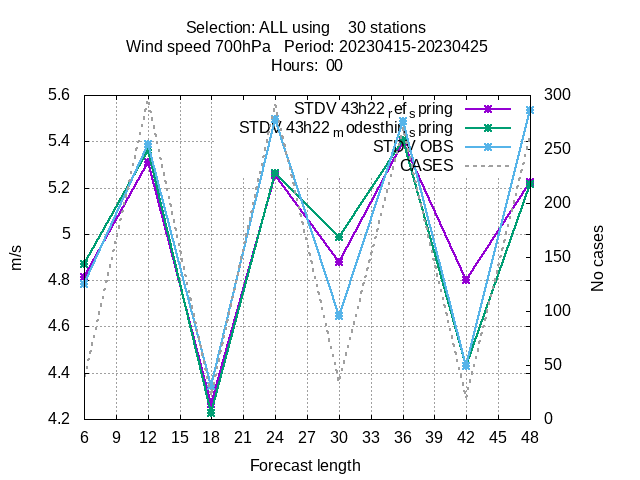 Selection: ALL using 30 stations
Wind speed 700hPa Period: 20230415-20230425
Hours: 00
STDV 43h22_ref_spring
STDV 43h22_modesthip_spring
STDV OBS
CASES
5.6
5.4
5.2
5
4.8
4.6
4.4
4.2
m/s
300
250
200
150
100
50
0
No cases
6 9 12 15 18 21 24 27 30 33 36 39 42 45 48
Forecast length